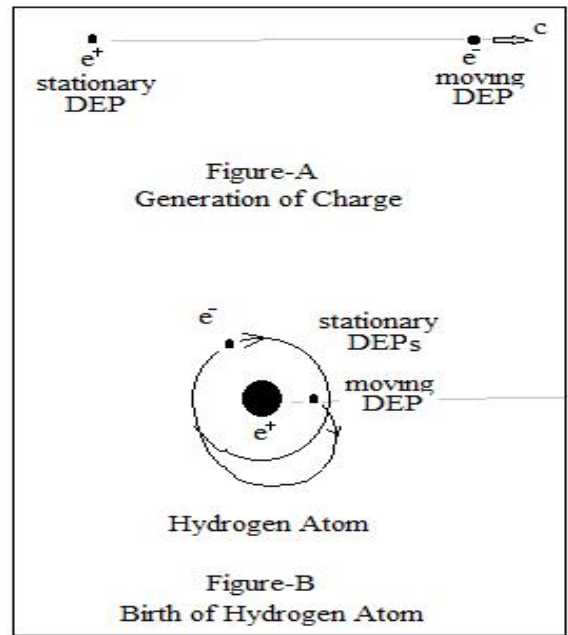 c
e+
e-
stationary
DEP
moving
DEP
Figure-A
Generation of Charge
e-
stationary
DEPs
moving
DEP
e+
Hydrogen Atom
Figure-B
Birth of Hydrogen Atom